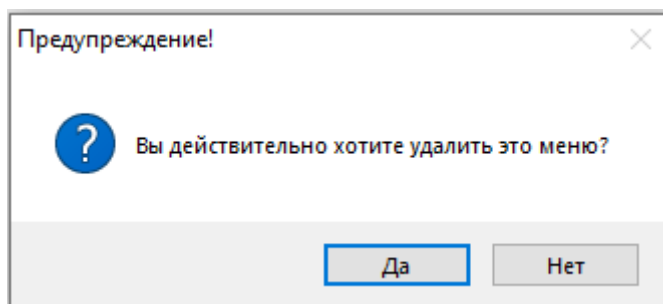 Предупреждение!
Вы действительно хотите удалить это меню?
Да
Нет